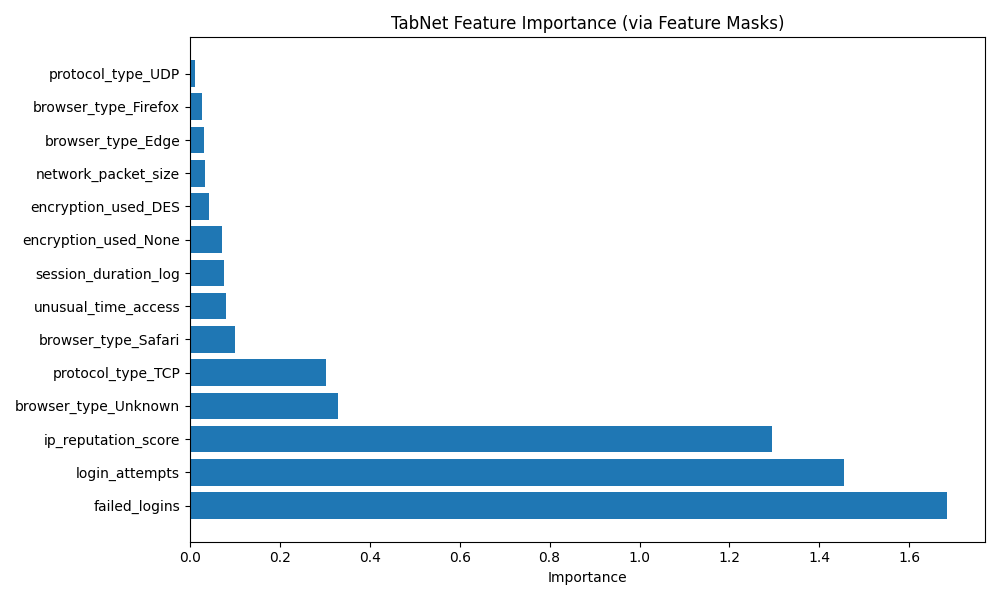 TabNet Feature Importance (via Feature Masks)
protocol_type_UDP
browser_type_Firefox
browser_type_Edge
network_packet_size
encryption_used_DES
encryption_used_None
session_duration_log
unusual_time_access
browser_type_Safari
protocol_type_TCP
browser_type_Unknown
ip_reputation_score
login_attempts
failed_logins
0.0 0.2 0.4 0.6 0.8 1.0 1.2 1.4 1.6
Importance